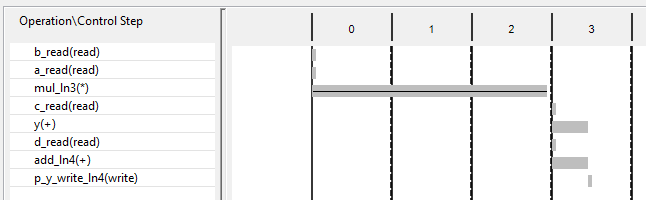 Operation\Control Step
0 1 2 3
b_read(read)
a_read(read)
mul_ln3(*)
c_read(read)
y(+)
d_read(read)
add_ln4(+)
p_y_write_ln4(write)